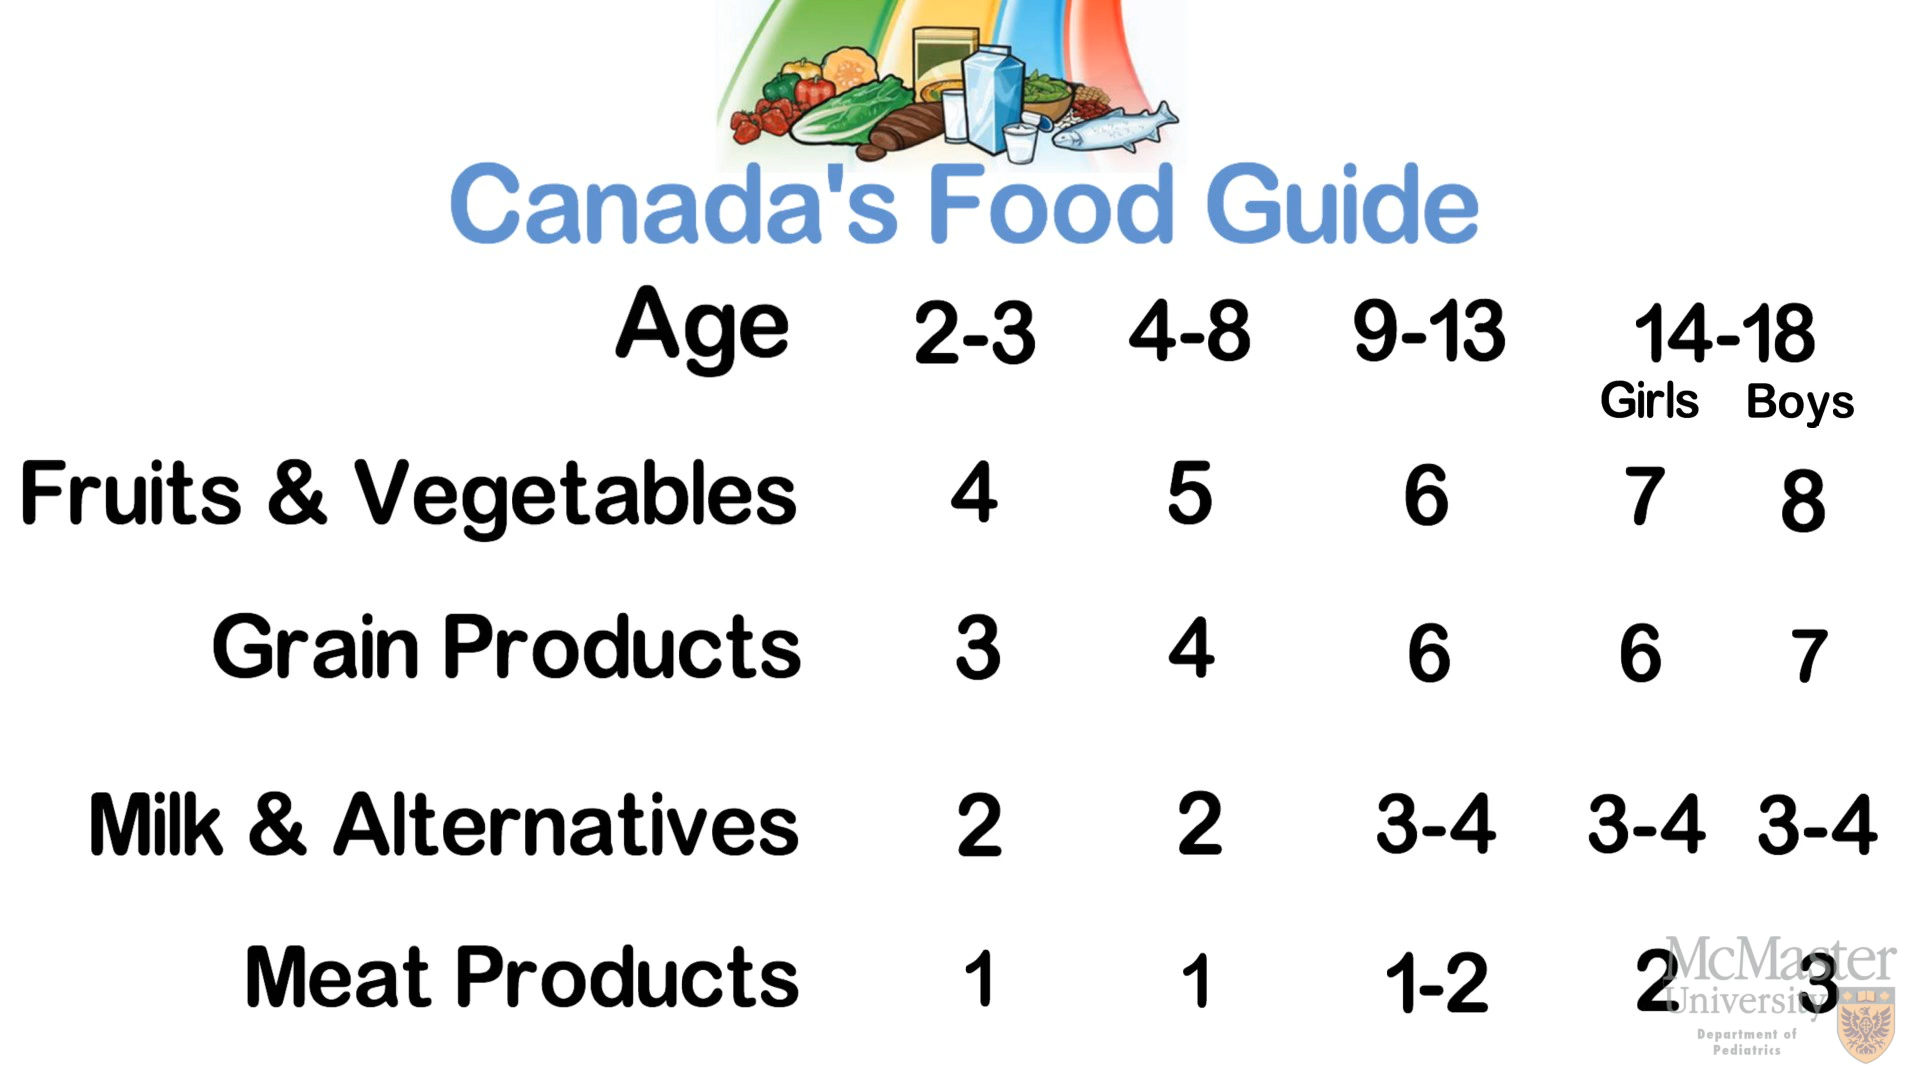 Canada's Food Guide
Age 2-3 4-8 9-13 14-18
Girls Boys
Fruits & Vegetables 4 5 6 7 8
Grain Products 3 4 6 6 7
Milk & Alternatives 2 2 3-4 3-4 3-4
Meat Products 1 1 1-2 2 3
McMaster
University
Department of
Pediatrics